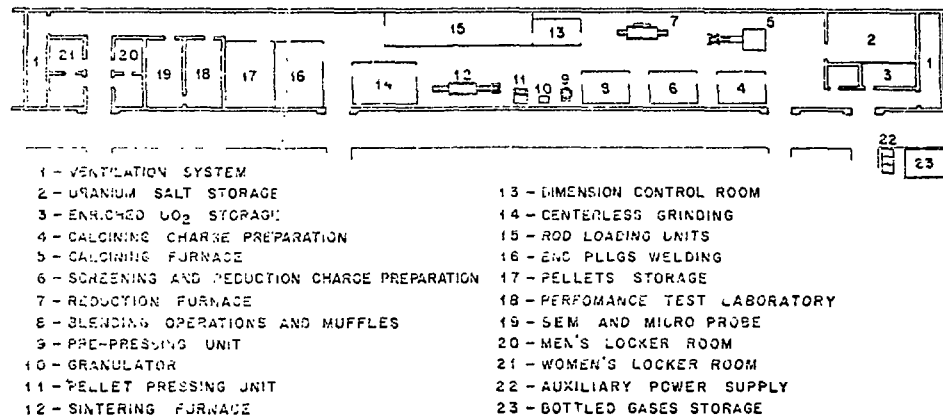 15
13
7
5
2
1
21
20
19
18
17
16
14
12
11
10
9
8
6
4
3
1
22
23
1 - VENTILATION SYSTEM
2 - URANIUM SALT STORAGE
3 - ENRICHED UO2 STORAGE
4 - CALCINING CHARGE PREPARATION
5 - CALCINING FURNACE
6 - SCREENING AND REDUCTION CHARGE PREPARATION
7 - REDUCTION FURNACE
8 - BLENDING OPERATIONS AND MUFFLES
9 - PRE-PRESSING UNIT
10 - GRANULATOR
11 - PELLET PRESSING UNIT
12 - SINTERING FURNACE
13 - DIMENSION CONTROL ROOM
14 - CENTERLESS GRINDING
15 - ROD LOADING UNITS
16 - END PLUGS WELDING
17 - PELLETS STORAGE
18 - PERFOMANCE TEST LABORATORY
19 - SEM AND MICRO PROBE
20 - MEN'S LOCKER ROOM
21 - WOMEN'S LOCKER ROOM
22 - AUXILIARY POWER SUPPLY
23 - BOTTLED GASES STORAGE